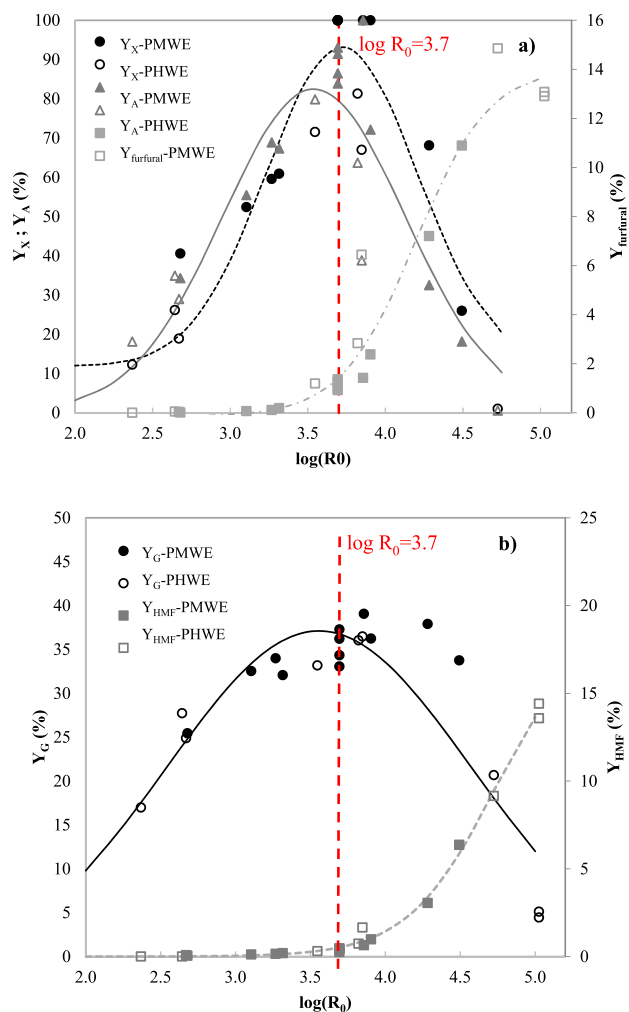 100
90
80
70
60
50
40
30
20
10
0
16
14
12
10
8
6
4
2
0
Y_X-PMWE
Y_X-PHWE
Y_A-PMWE
Y_A-PHWE
Y_furfural-PMWE
log R_0=3.7
a)
Y_X ; Y_A (%)
Y_furfural (%)
2.0 2.5 3.0 3.5 4.0 4.5 5.0
log(R0)
50
45
40
35
30
25
20
15
10
5
0
25
20
15
10
5
0
Y_G-PMWE
Y_G-PHWE
Y_HMF-PMWE
Y_HMF-PHWE
log R_0=3.7
b)
Y_G (%)
Y_HMF (%)
2.0 2.5 3.0 3.5 4.0 4.5 5.0
log(R_0)